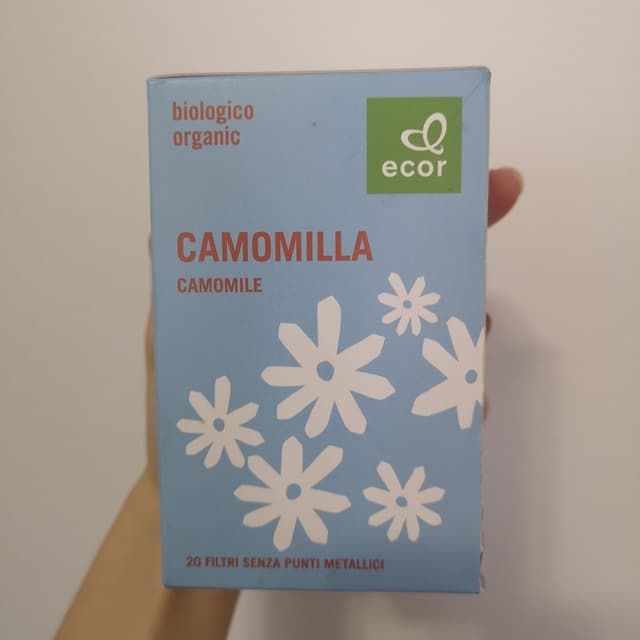 biologico
organic
ecor
CAMOMILLA
CAMOMILE
20 FILTRI SENZA PUNTI METALLICI